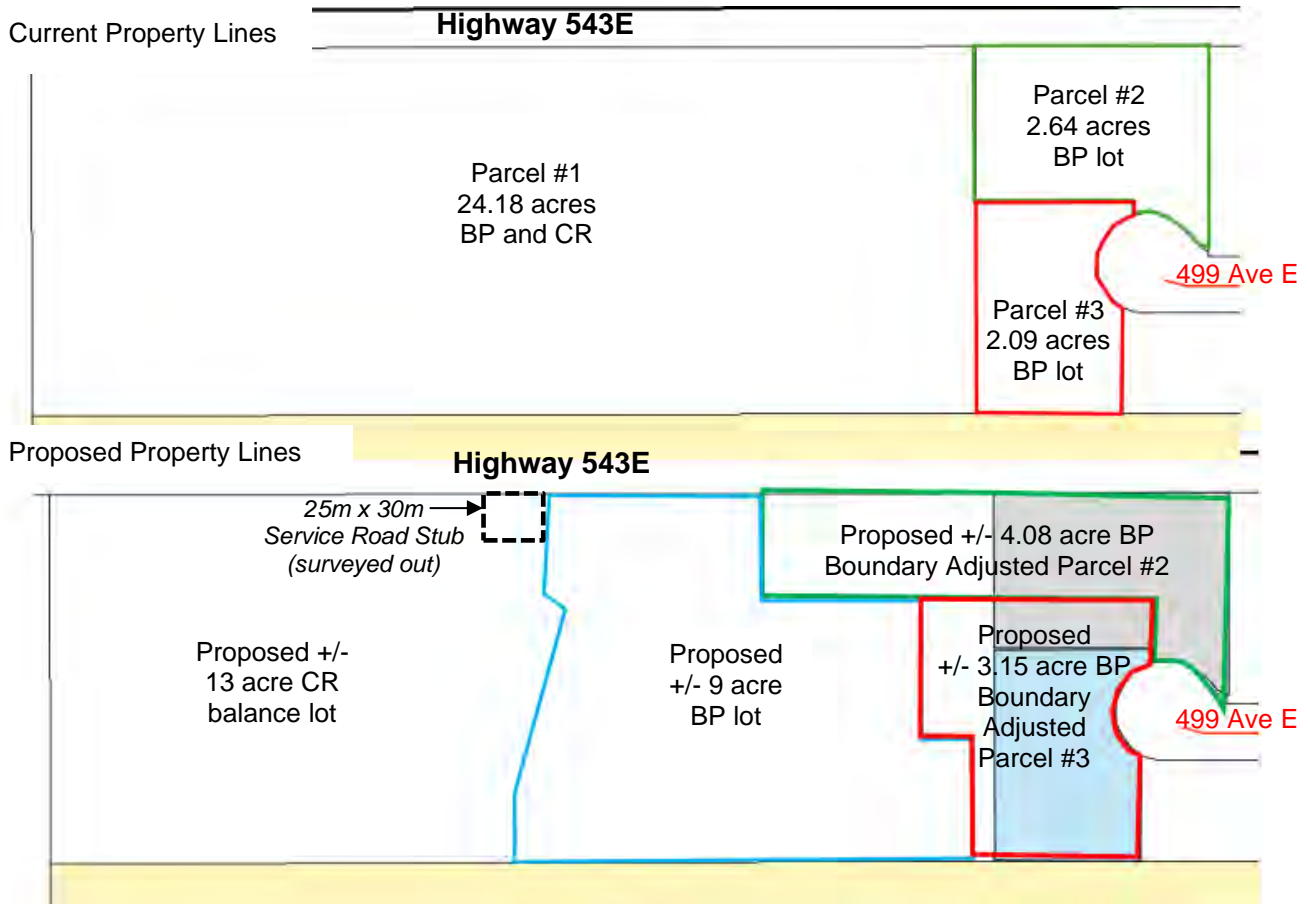 Current Property Lines
Highway 543E
Parcel #1
24.18 acres
BP and CR
Parcel #2
2.64 acres
BP lot
499 Ave E
Parcel #3
2.09 acres
BP lot
Proposed Property Lines
Highway 543E
25m x 30m
Service Road Stub
(surveyed out)
Proposed +/-
13 acre CR
balance lot
Proposed
+/- 9 acre
BP lot
Proposed +/- 4.08 acre BP
Boundary Adjusted Parcel #2
Proposed
+/- 3.15 acre BP
Boundary
Adjusted
Parcel #3
499 Ave E